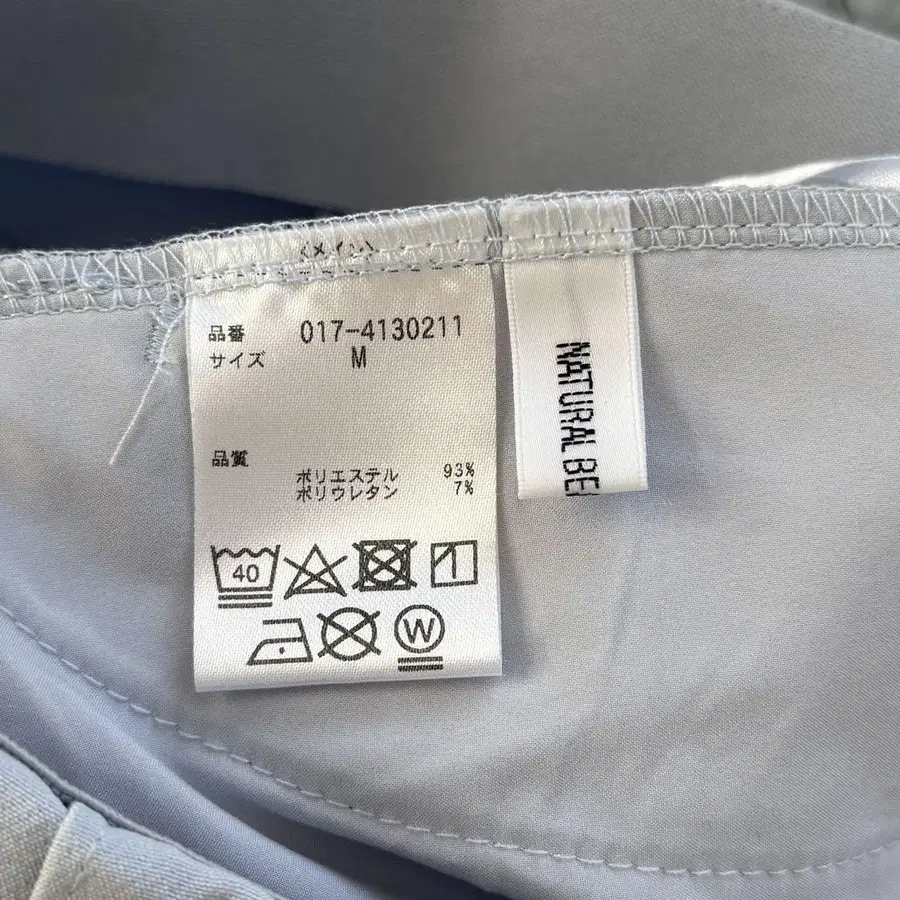 品番 017-4130211
サイズ M
品質
ポリエステル 93%
ポリウレタン 7%
40
W
NATURAL BE